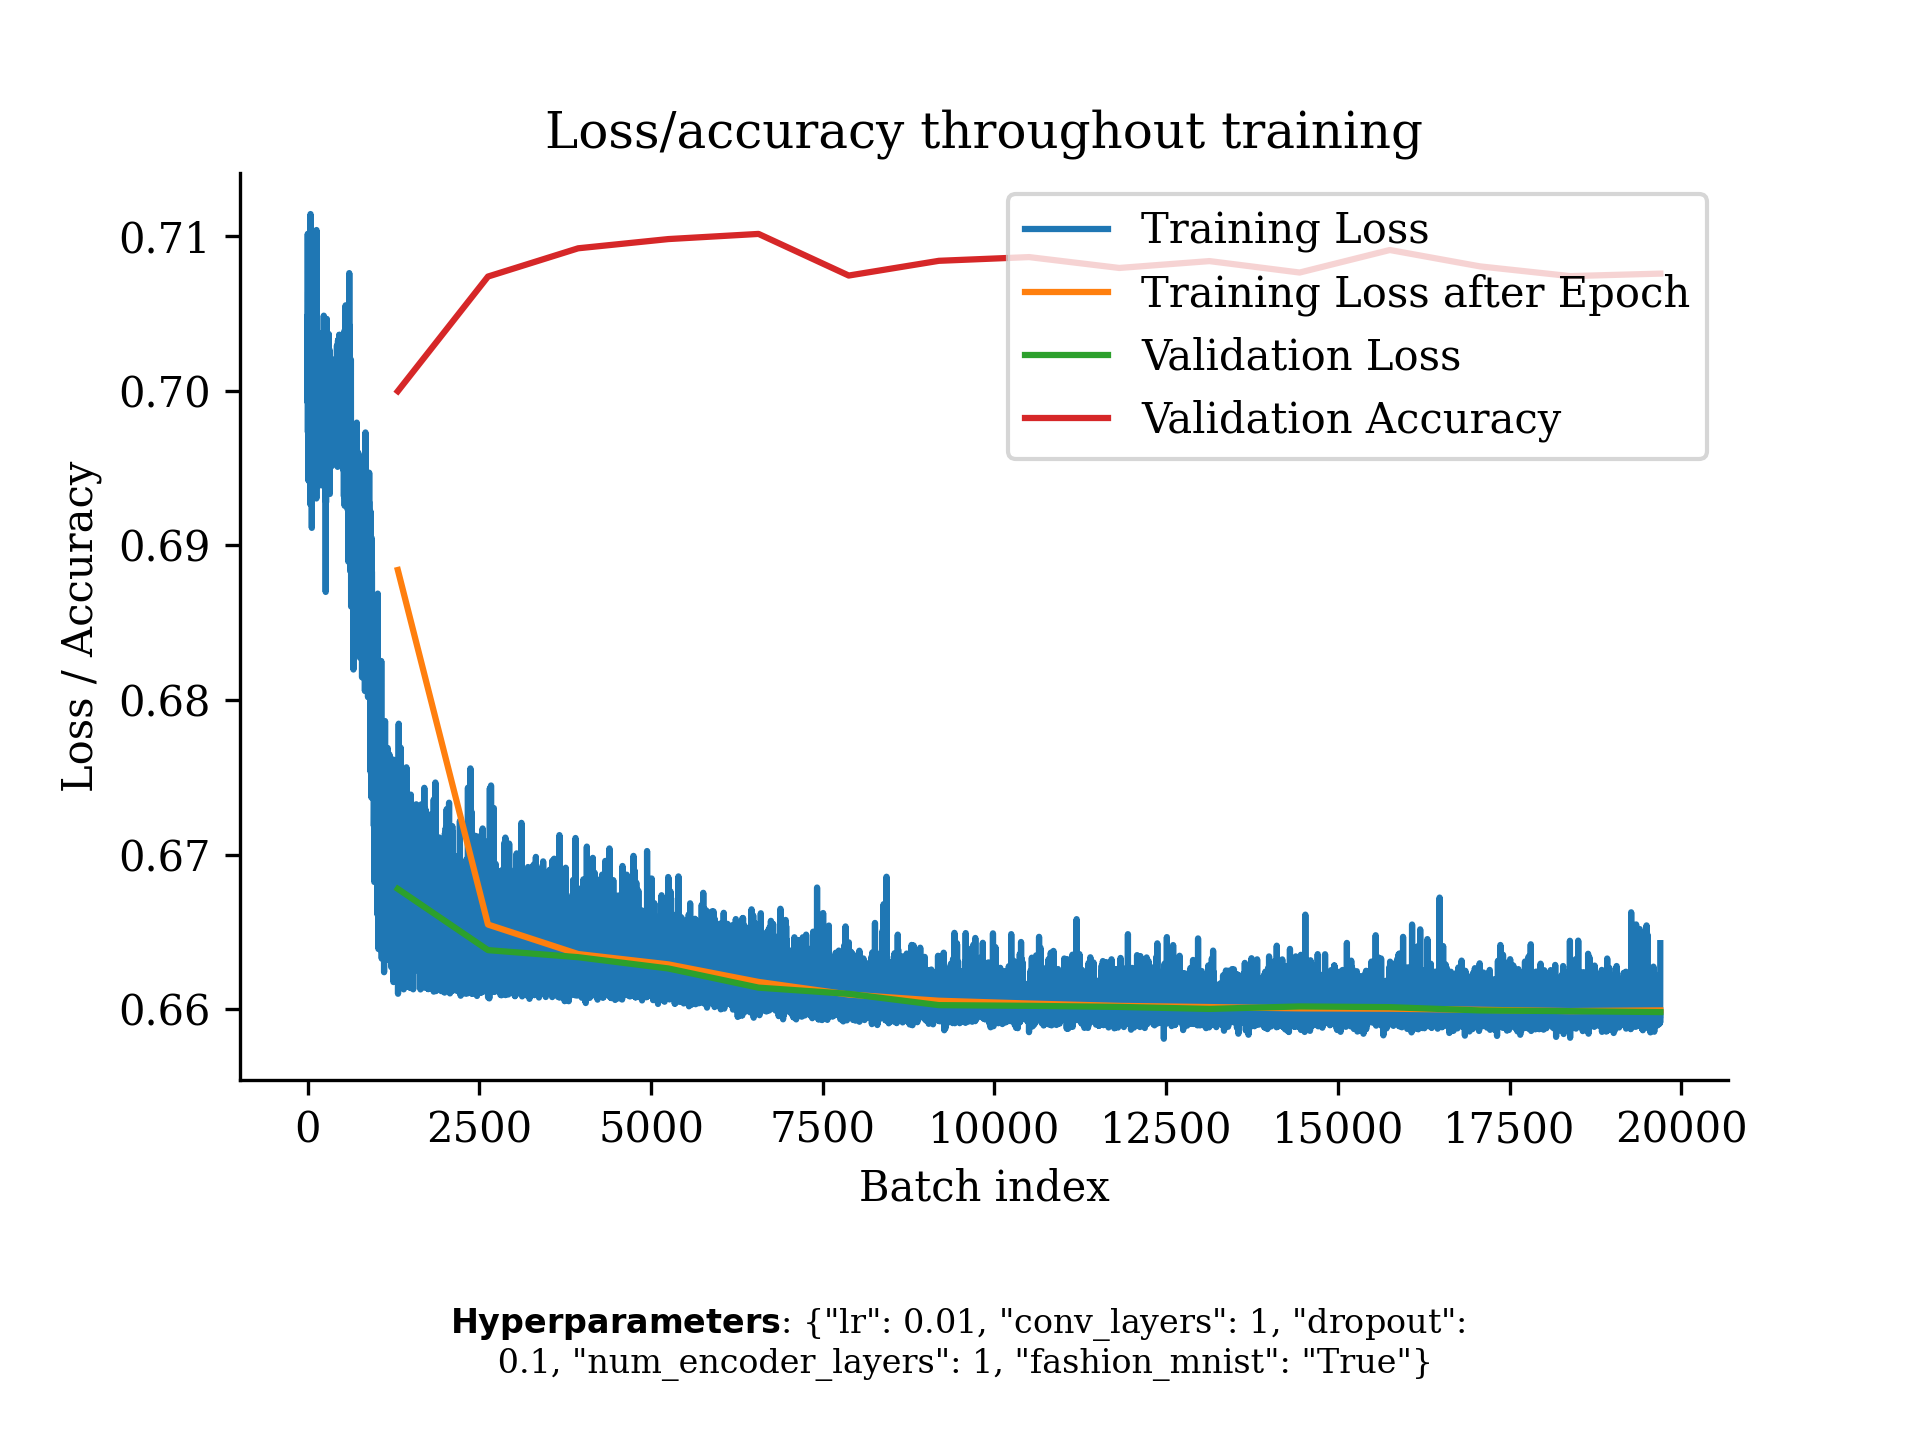 Loss/accuracy throughout training
Training Loss
Training Loss after Epoch
Validation Loss
Validation Accuracy
Loss / Accuracy
0.71
0.70
0.69
0.68
0.67
0.66
0 2500 5000 7500 10000 12500 15000 17500 20000
Batch index
Hyperparameters: {"lr": 0.01, "conv_layers": 1, "dropout":
0.1, "num_encoder_layers": 1, "fashion_mnist": "True"}